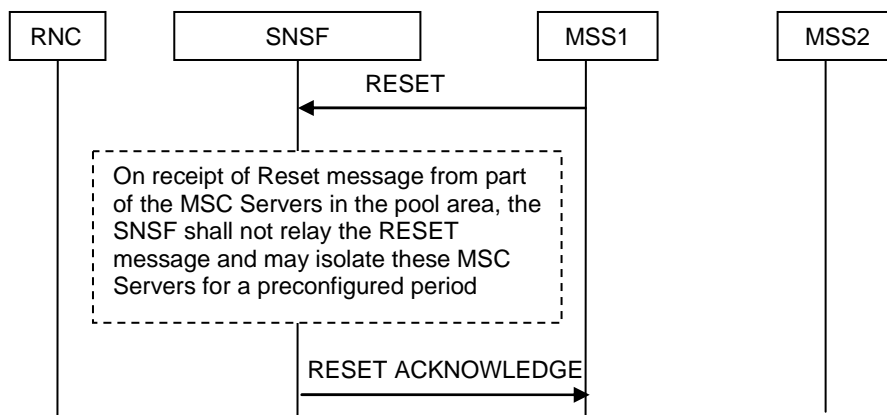 RNC
SNSF
MSS1
MSS2
RESET
On receipt of Reset message from part
of the MSC Servers in the pool area, the
SNSF shall not relay the RESET
message and may isolate these MSC
Servers for a preconfigured period
RESET ACKNOWLEDGE